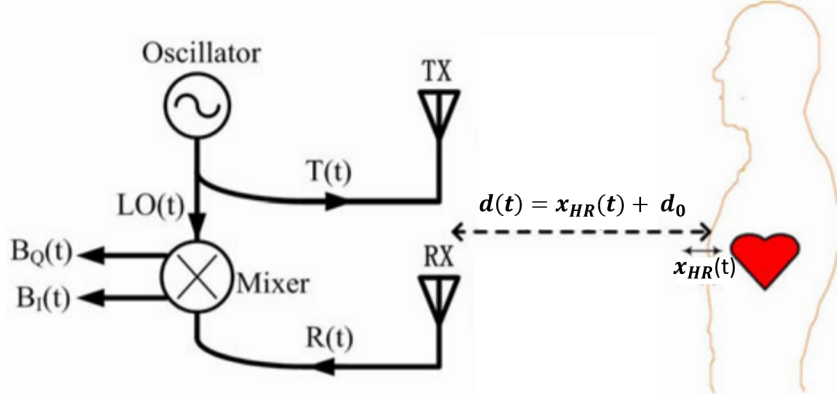 Oscillator
TX
T(t)
LO(t)
d(t) = x_HR(t) + d_0
B_Q(t)
RX
x_HR(t)
Mixer
B_I(t)
R(t)